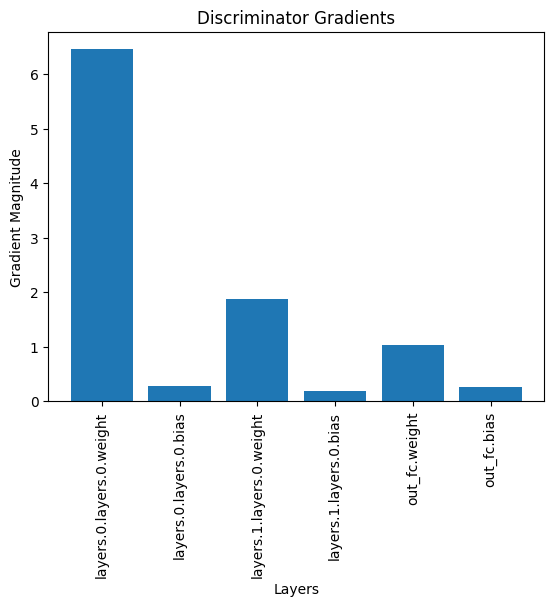 Discriminator Gradients
Gradient Magnitude
6
5
4
3
2
1
0
layers.0.layers.0.weight
layers.0.layers.0.bias
layers.1.layers.0.weight
layers.1.layers.0.bias
out_fc.weight
out_fc.bias
Layers